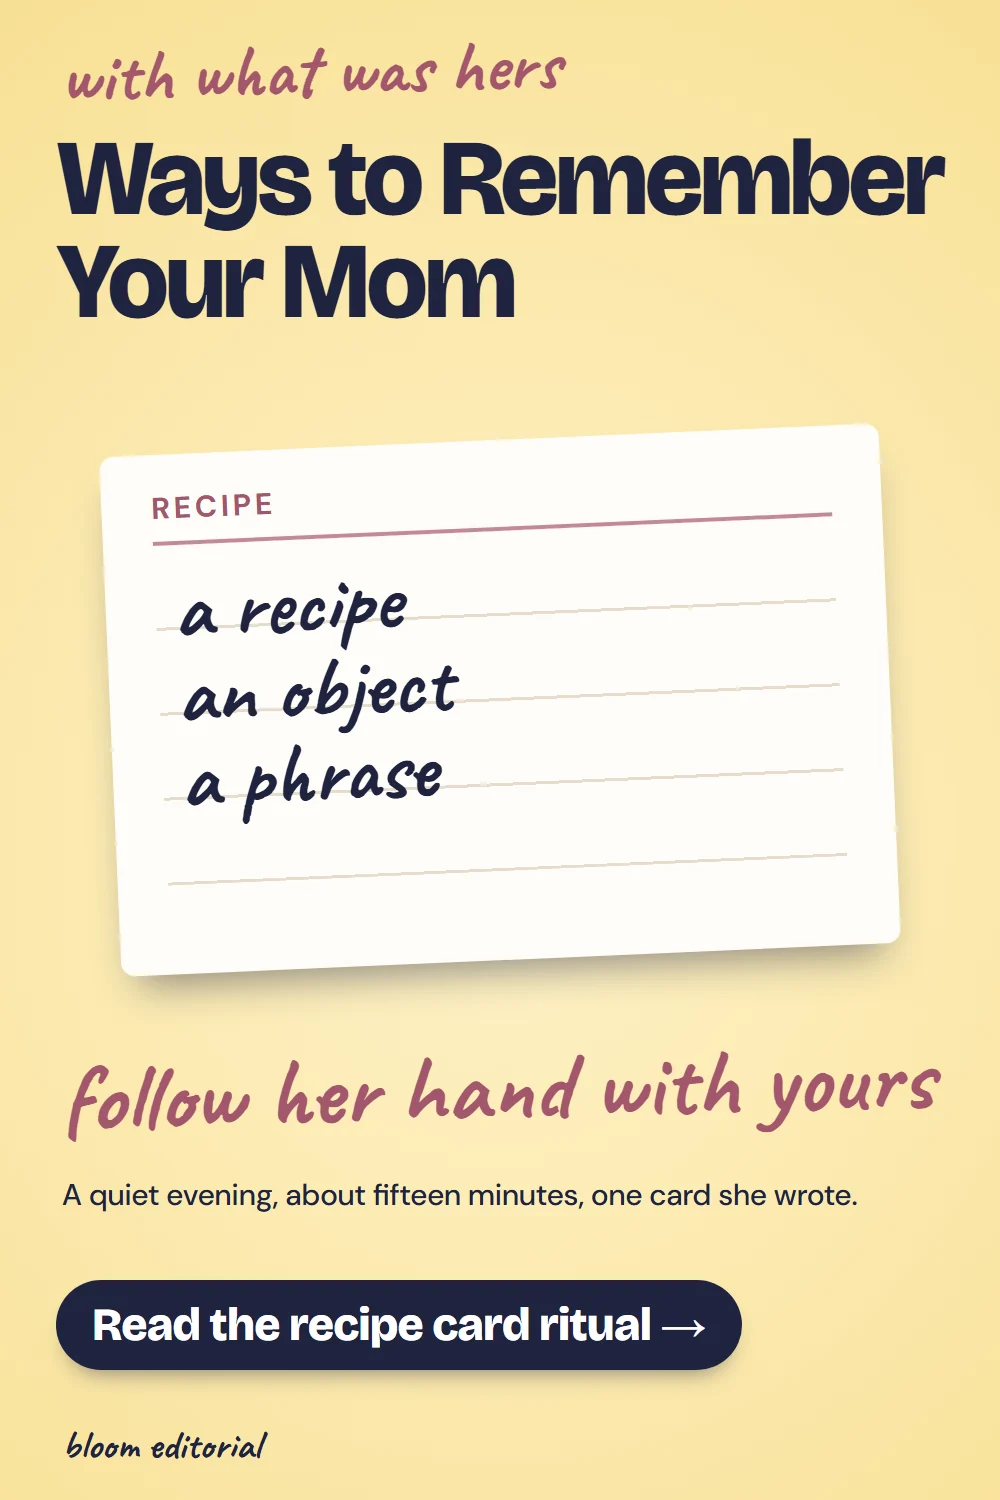 with what was hers
Ways to Remember
Your Mom
RECIPE
a recipe
an object
a phrase
follow her hand with yours
A quiet evening, about fifteen minutes, one card she wrote.
Read the recipe card ritual →
bloom editorial